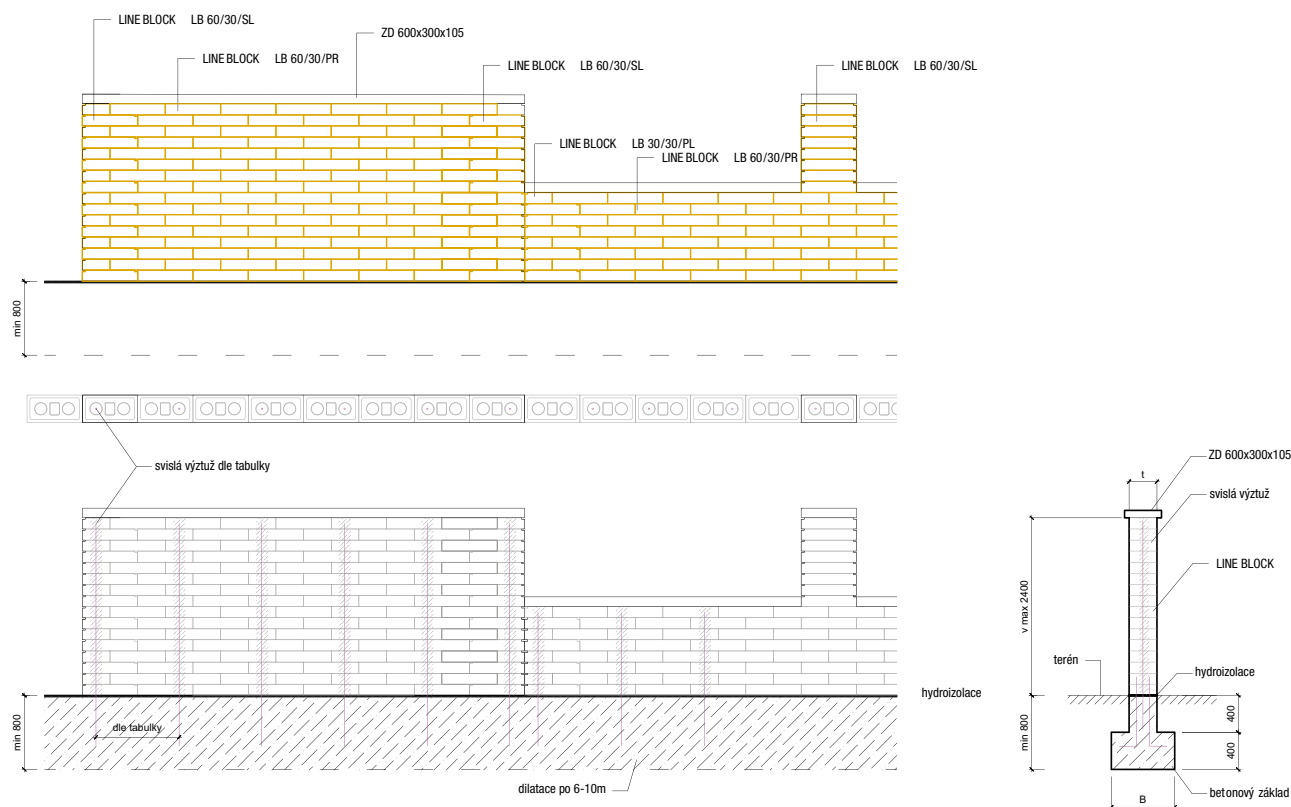 LINE BLOCK LB 60/30/SL
ZD 600x300x105
LINE BLOCK LB 60/30/PR
LINE BLOCK LB 60/30/SL
LINE BLOCK LB 60/30/SL
LINE BLOCK LB 30/30/PL
LINE BLOCK LB 60/30/PR
min 800
svislá výztuž dle tabulky
ZD 600x300x105
t
svislá výztuž
LINE BLOCK
v max 2400
terén
hydroizolace
hydroizolace
dle tabulky
min 800
min 800
400
400
dilatace po 6-10m
betonový základ
B